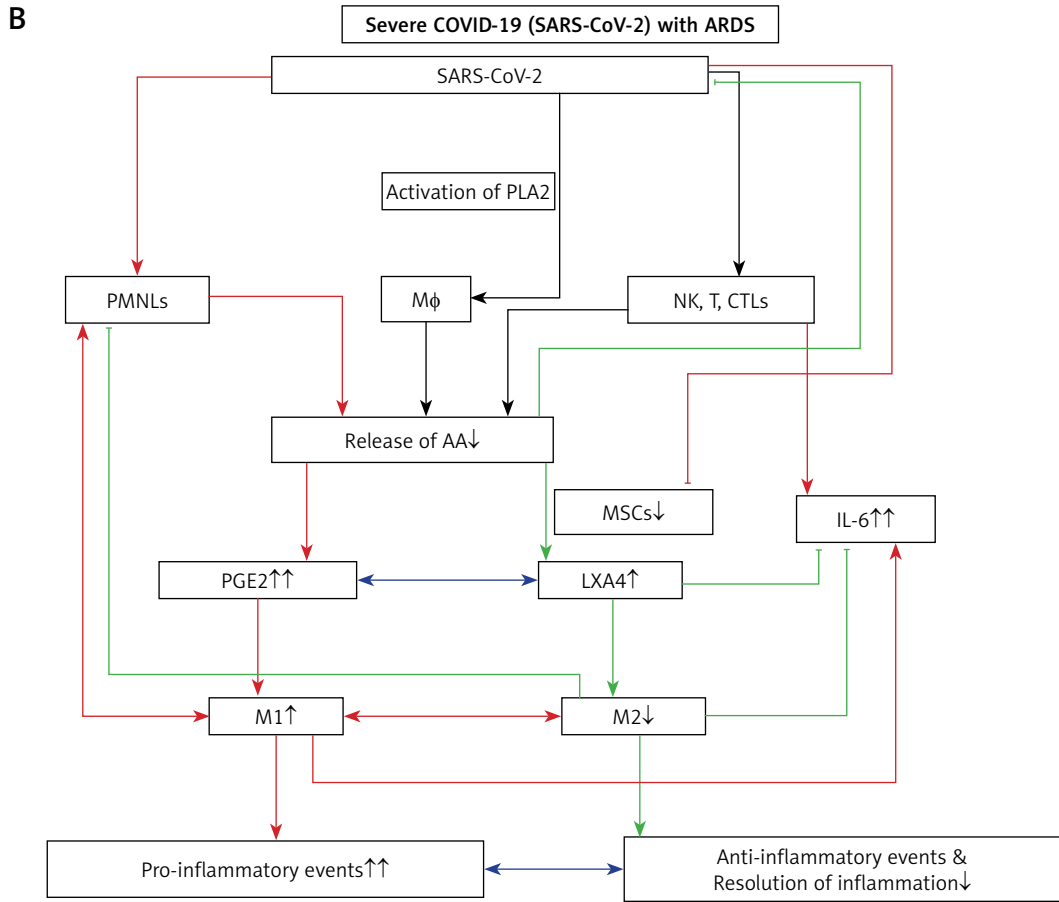 B
Severe COVID-19 (SARS-CoV-2) with ARDS
SARS-CoV-2
Activation of PLA2
PMNLs
Mϕ
NK, T, CTLs
Release of AA↓
MSCs↓
IL-6↑↑
PGE2↑↑
LXA4↑
M1↑
M2↓
Pro-inflammatory events↑↑
Anti-inflammatory events &
Resolution of inflammation↓